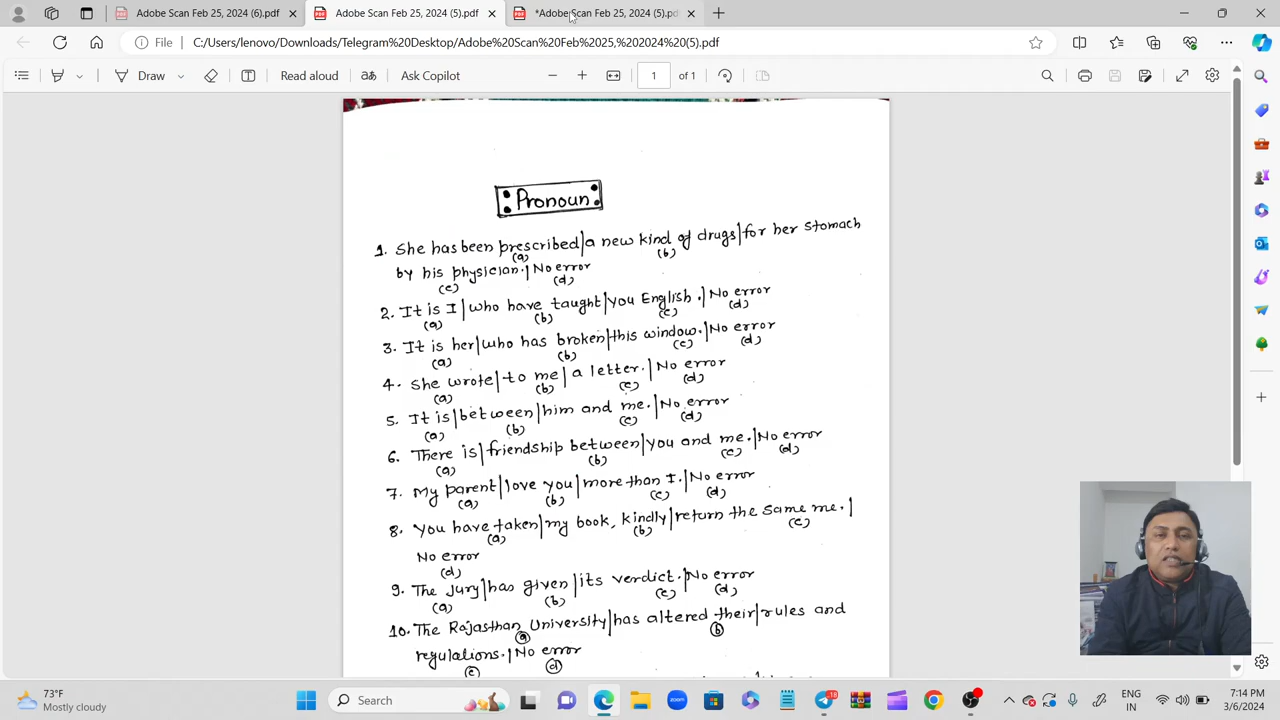 Adobe Scan Feb 25, 2024 (6).pdf
Adobe Scan Feb 25, 2024 (5).pdf
*Adobe Scan Feb 25, 2024 (5).pd
File
C:/Users/lenovo/Downloads/Telegram%20Desktop/Adobe%20Scan%20Feb%2025,%202024%20(5).pdf
Draw
Read aloud
Ask Copilot
1
of 1
Pronoun
1. She has been prescribed|a new kind of drugs|for her stomach
(a) (b)
by his physician.|No error
(c) (d)
2. It is I|who have taught|you English.|No error
(a) (b) (c) (d)
3. It is her|who has broken|this window.|No error
(a) (b) (c) (d)
4. She wrote|to me|a letter.|No error
(a) (b) (c) (d)
5. It is|between|him and me.|No error
(a) (b) (c) (d)
6. There is|friendship between|you and me.|No error
(a) (b) (c) (d)
7. My parent|love you|more than I.|No error
(a) (b) (c) (d)
8. You have taken|my book, kindly|return the same me.|
(a) (b) (c)
No error
(d)
9. The Jury|has given|its verdict.|No error
(a) (b) (c) (d)
10. The Rajasthan University|has altered their|rules and
(a) (b)
regulations.|No error
(c) (d)
73°F
Mostly cloudy
Search
zoom
18
ENG
IN
7:14 PM
3/6/2024